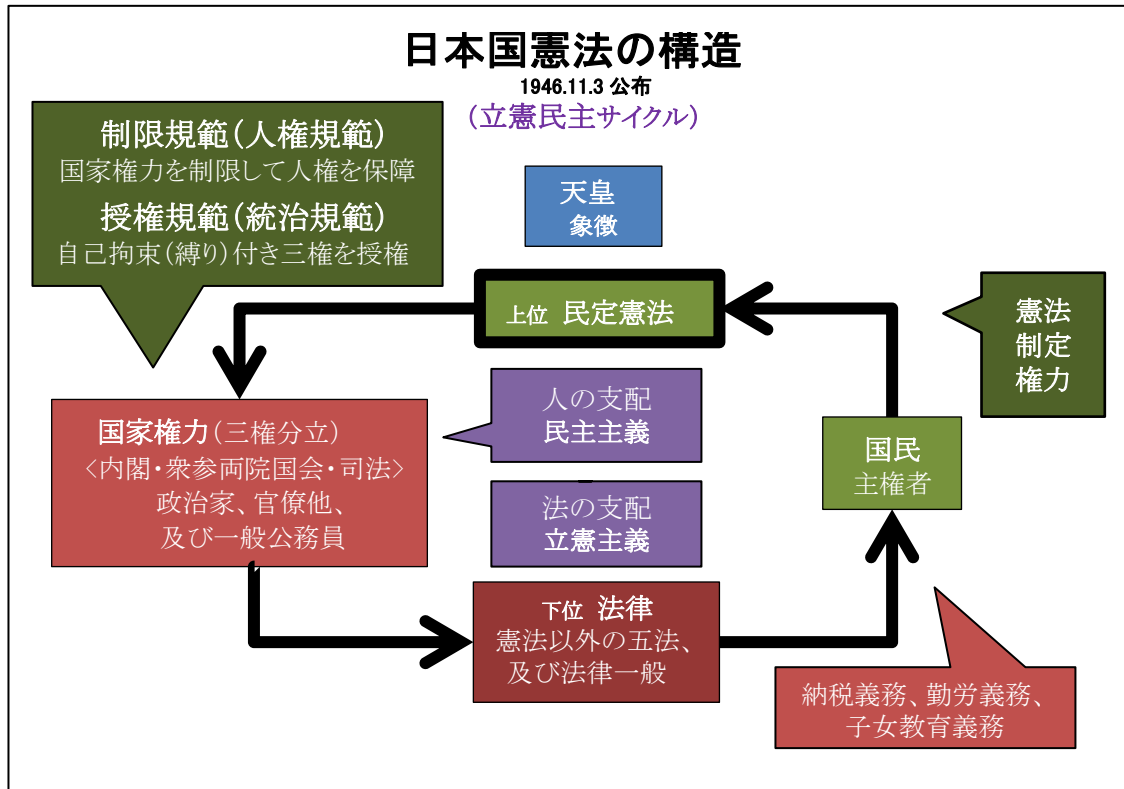 日本国憲法の構造
1946.11.3 公布
(立憲民主サイクル)
制限規範(人権規範)
国家権力を制限して人権を保障
授権規範(統治規範)
自己拘束(縛り)付き三権を授権
天皇
象徴
上位 民定憲法
憲法
制定
権力
人の支配
民主主義
国家権力(三権分立)
<内閣・衆参両院国会・司法>
政治家、官僚他、
及び一般公務員
国民
主権者
法の支配
立憲主義
下位 法律
憲法以外の五法、
及び法律一般
納税義務、勤労義務、
子女教育義務